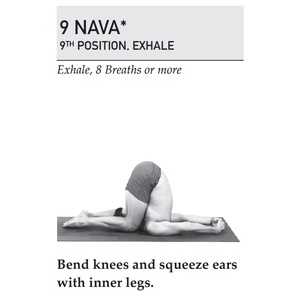 9 NAVA*
9TH POSITION, EXHALE
Exhale, 8 Breaths or more
Bend knees and squeeze ears
with inner legs.